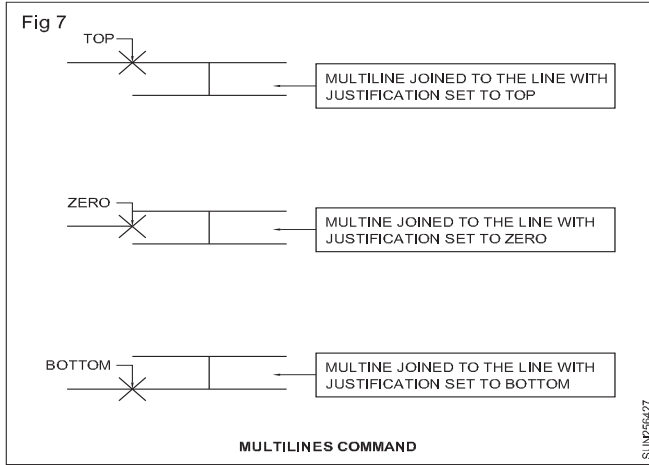 Fig 7
TOP
MULTILINE JOINED TO THE LINE WITH
JUSTIFICATION SET TO TOP
ZERO
MULTINE JOINED TO THE LINE WITH
JUSTIFICATION SET TO ZERO
BOTTOM
MULTINE JOINED TO THE LINE WITH
JUSTIFICATION SET TO BOTTOM
MULTILINES COMMAND
SUN256427